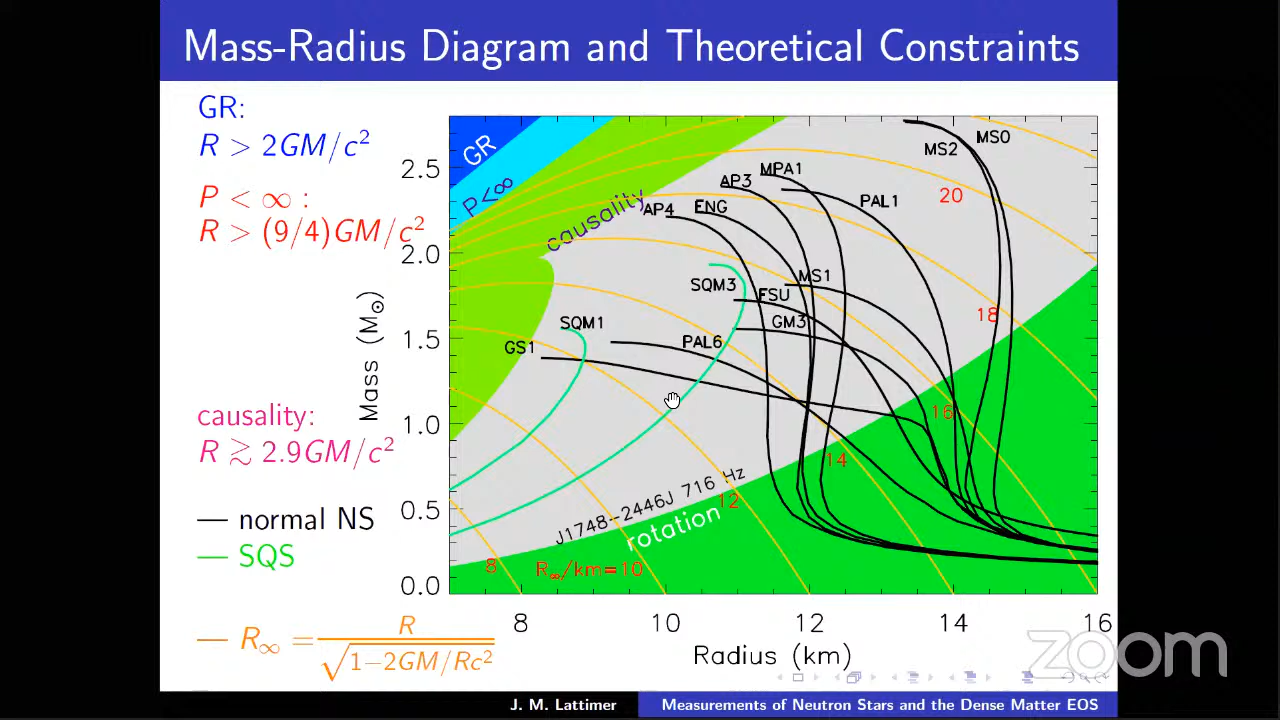 Mass-Radius Diagram and Theoretical Constraints
GR:
R > 2GM/c²
P < ∞ :
R > (9/4)GM/c²
causality:
R ≳ 2.9GM/c²
— normal NS
— SQS
— R∞ = R/√1−2GM/Rc²
Mass (M☉)
2.5
2.0
1.5
1.0
0.5
0.0
GR
P<∞
causality
AP4
ENG
AP3
MPA1
PAL1
MS2
MS0
20
SQM3
MS1
FSU
GM3
18
SQM1
GS1
PAL6
16
14
J1748-2446J 716 Hz
12
rotation
8
R∞/km=10
8
10
12
14
16
Radius (km)
zoom
J. M. Lattimer
Measurements of Neutron Stars and the Dense Matter EOS